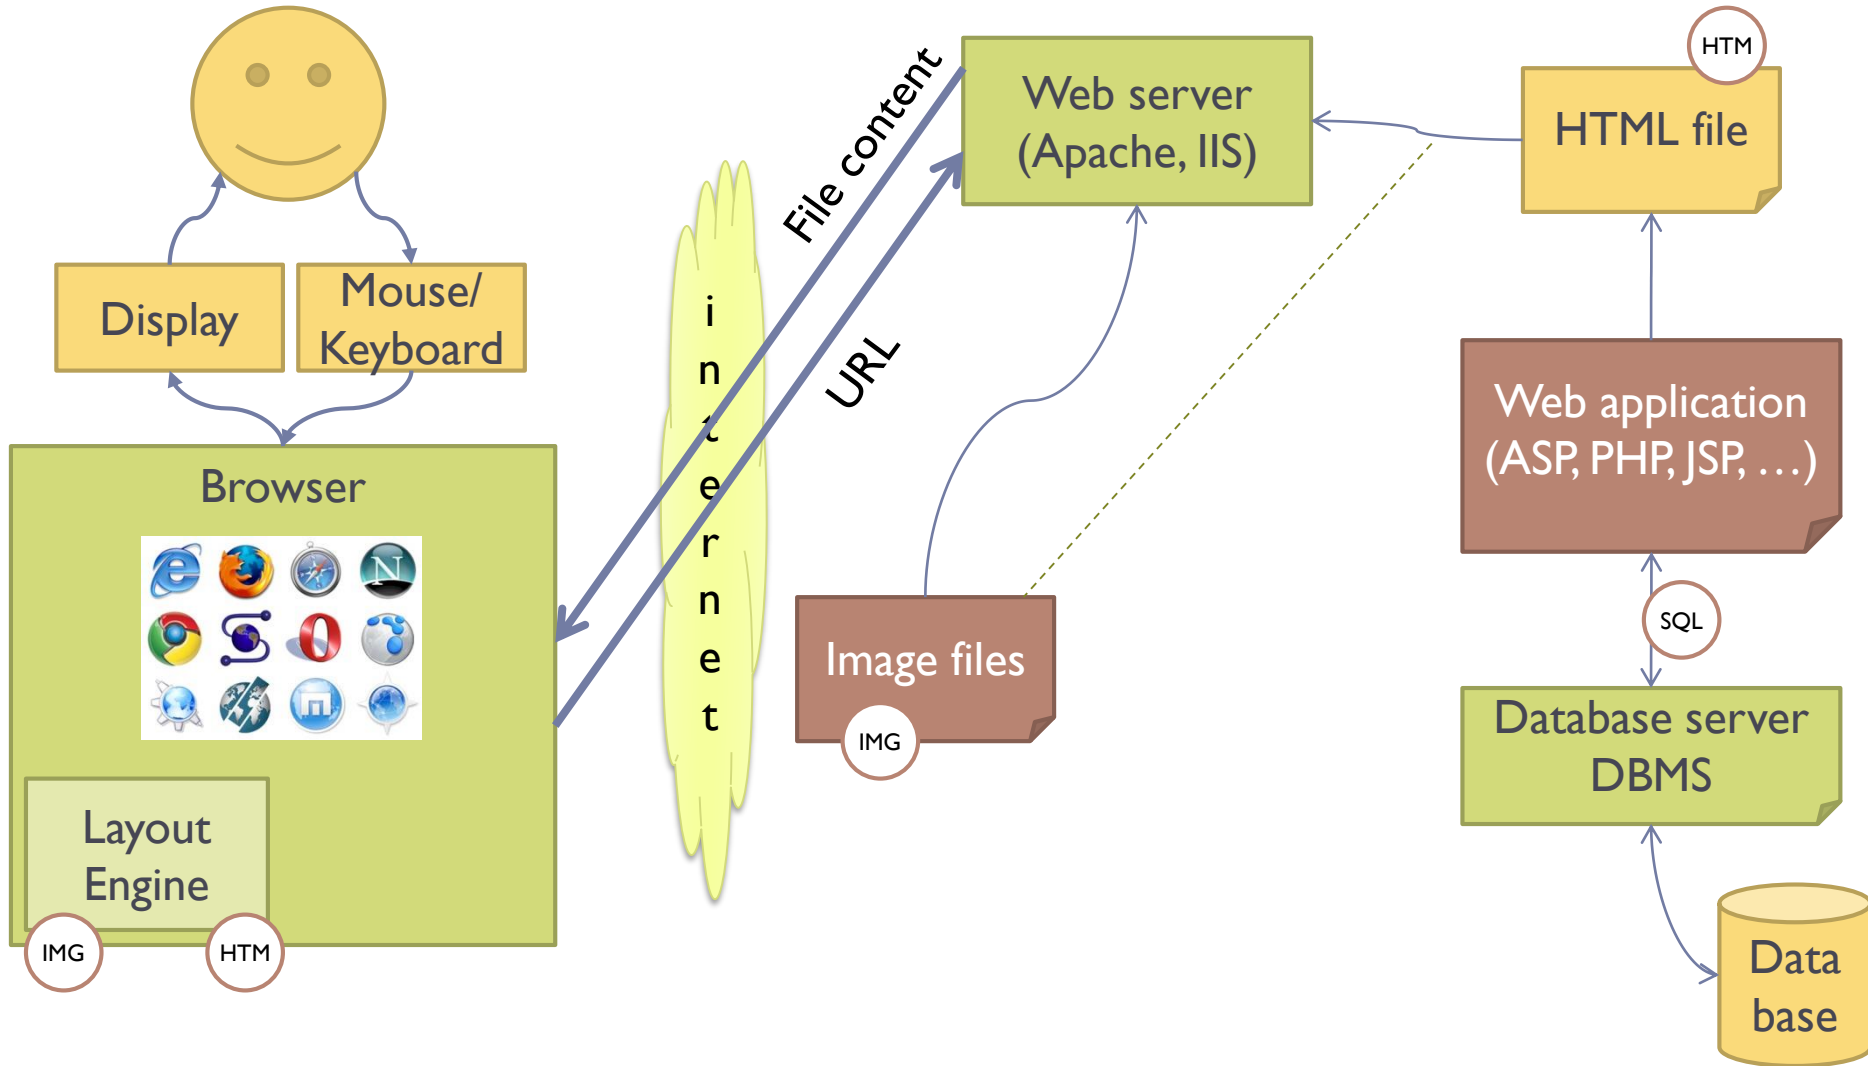 HTM
File content
Web server
(Apache, IIS)
HTML file
Display
Mouse/
Keyboard
internet
URL
Web application
(ASP, PHP, JSP, …)
Browser
N
Image files
IMG
SQL
Database server
DBMS
Layout
Engine
IMG
HTM
Data
base